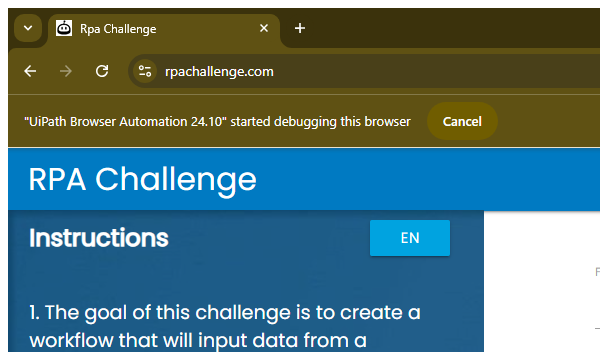 Rpa Challenge
rpachallenge.com
"UiPath Browser Automation 24.10" started debugging this browser
Cancel
RPA Challenge
Instructions
EN
1. The goal of this challenge is to create a
workflow that will input data from a